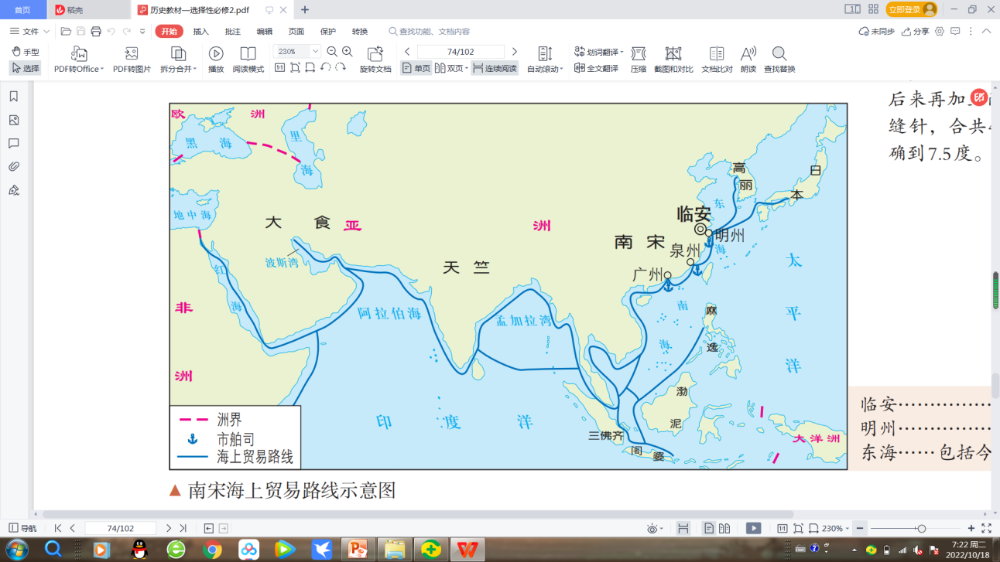 首页
稻壳
历史教材—选择性必修2.pdf
立即登录
文件
开始 插入 批注 编辑 页面 保护 转换
查找功能、文档内容
未同步 分享
手型
选择
PDF转Office PDF转图片 拆分合并 播放 阅读模式
230%
旋转文档
74/102
单页 双页 连续阅读
自动滚动
划词翻译
全文翻译
压缩 截图和对比 文档比对 朗读 查找替换
后来再加
缝针，合共
确到7.5度。
欧 洲
黑 海
里 海
地中海
大 食
亚 洲
波斯湾
红 海
非 洲
天 竺
阿拉伯海
孟加拉湾
印 度 洋
高 丽
日 本
东 海
临安
明州
南 宋
泉州
广州
南 海
太 平 洋
麻 逸
渤 泥
三佛齐
阇 婆
大洋洲
洲界
市舶司
海上贸易路线
▲ 南宋海上贸易路线示意图
临安……………
明州……………
东海……包括今
导航
74/102
230%
7:22 周二
2022/10/18